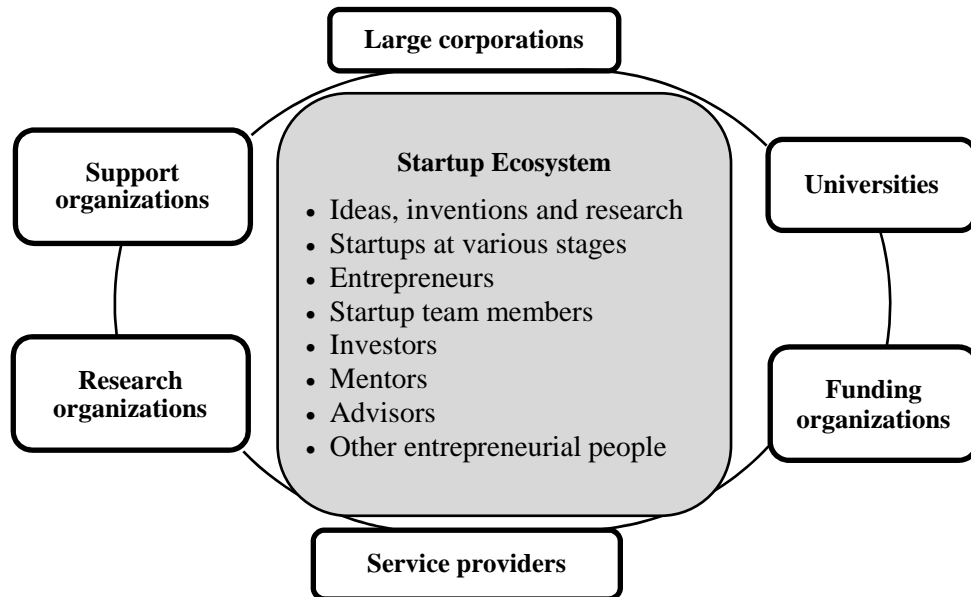 Large corporations
Support
organizations
Universities
Startup Ecosystem
• Ideas, inventions and research
• Startups at various stages
• Entrepreneurs
• Startup team members
• Investors
• Mentors
• Advisors
• Other entrepreneurial people
Research
organizations
Funding
organizations
Service providers